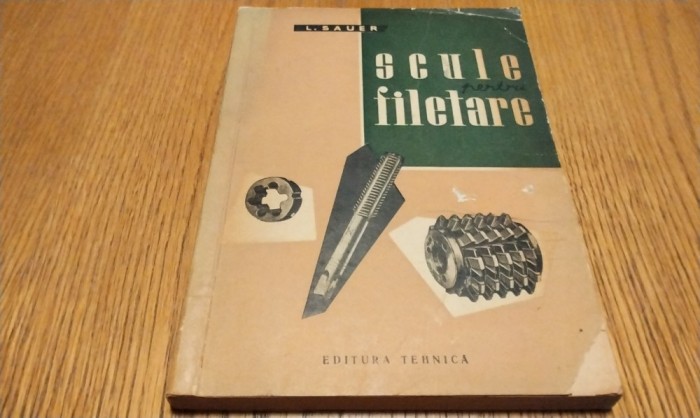 L. SAUER
scule
pentru
filetare
EDITURA TEHNICA